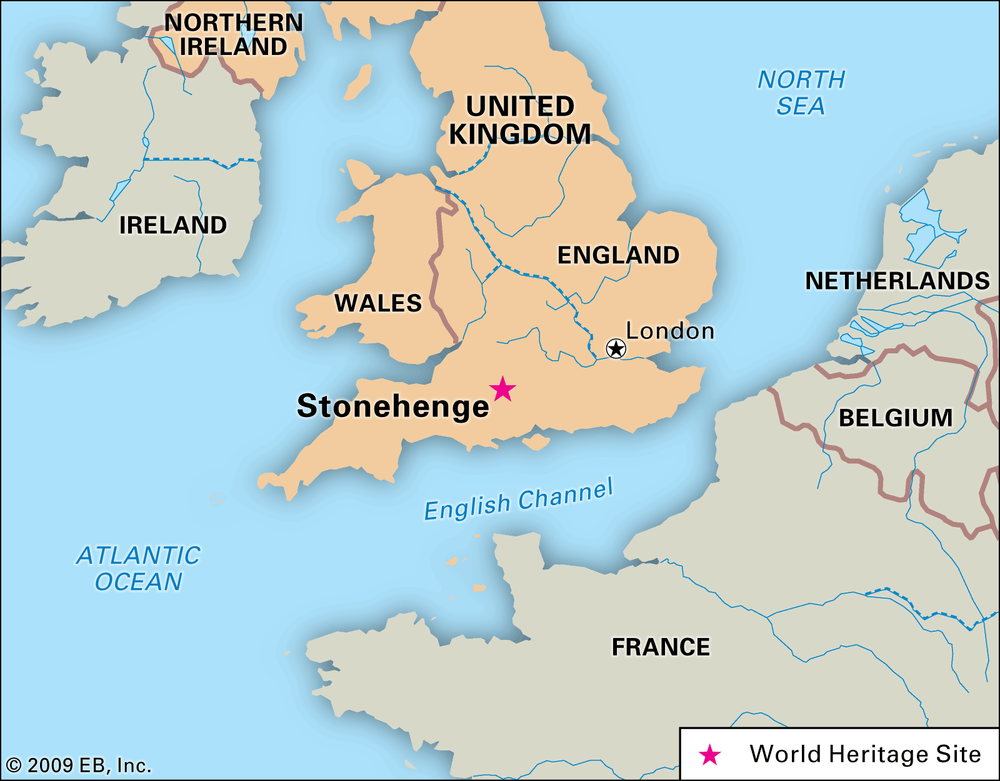 NORTHERN
IRELAND
NORTH
SEA
UNITED
KINGDOM
IRELAND
ENGLAND
NETHERLANDS
WALES
London
Stonehenge
BELGIUM
English Channel
ATLANTIC
OCEAN
FRANCE
World Heritage Site
© 2009 EB, Inc.